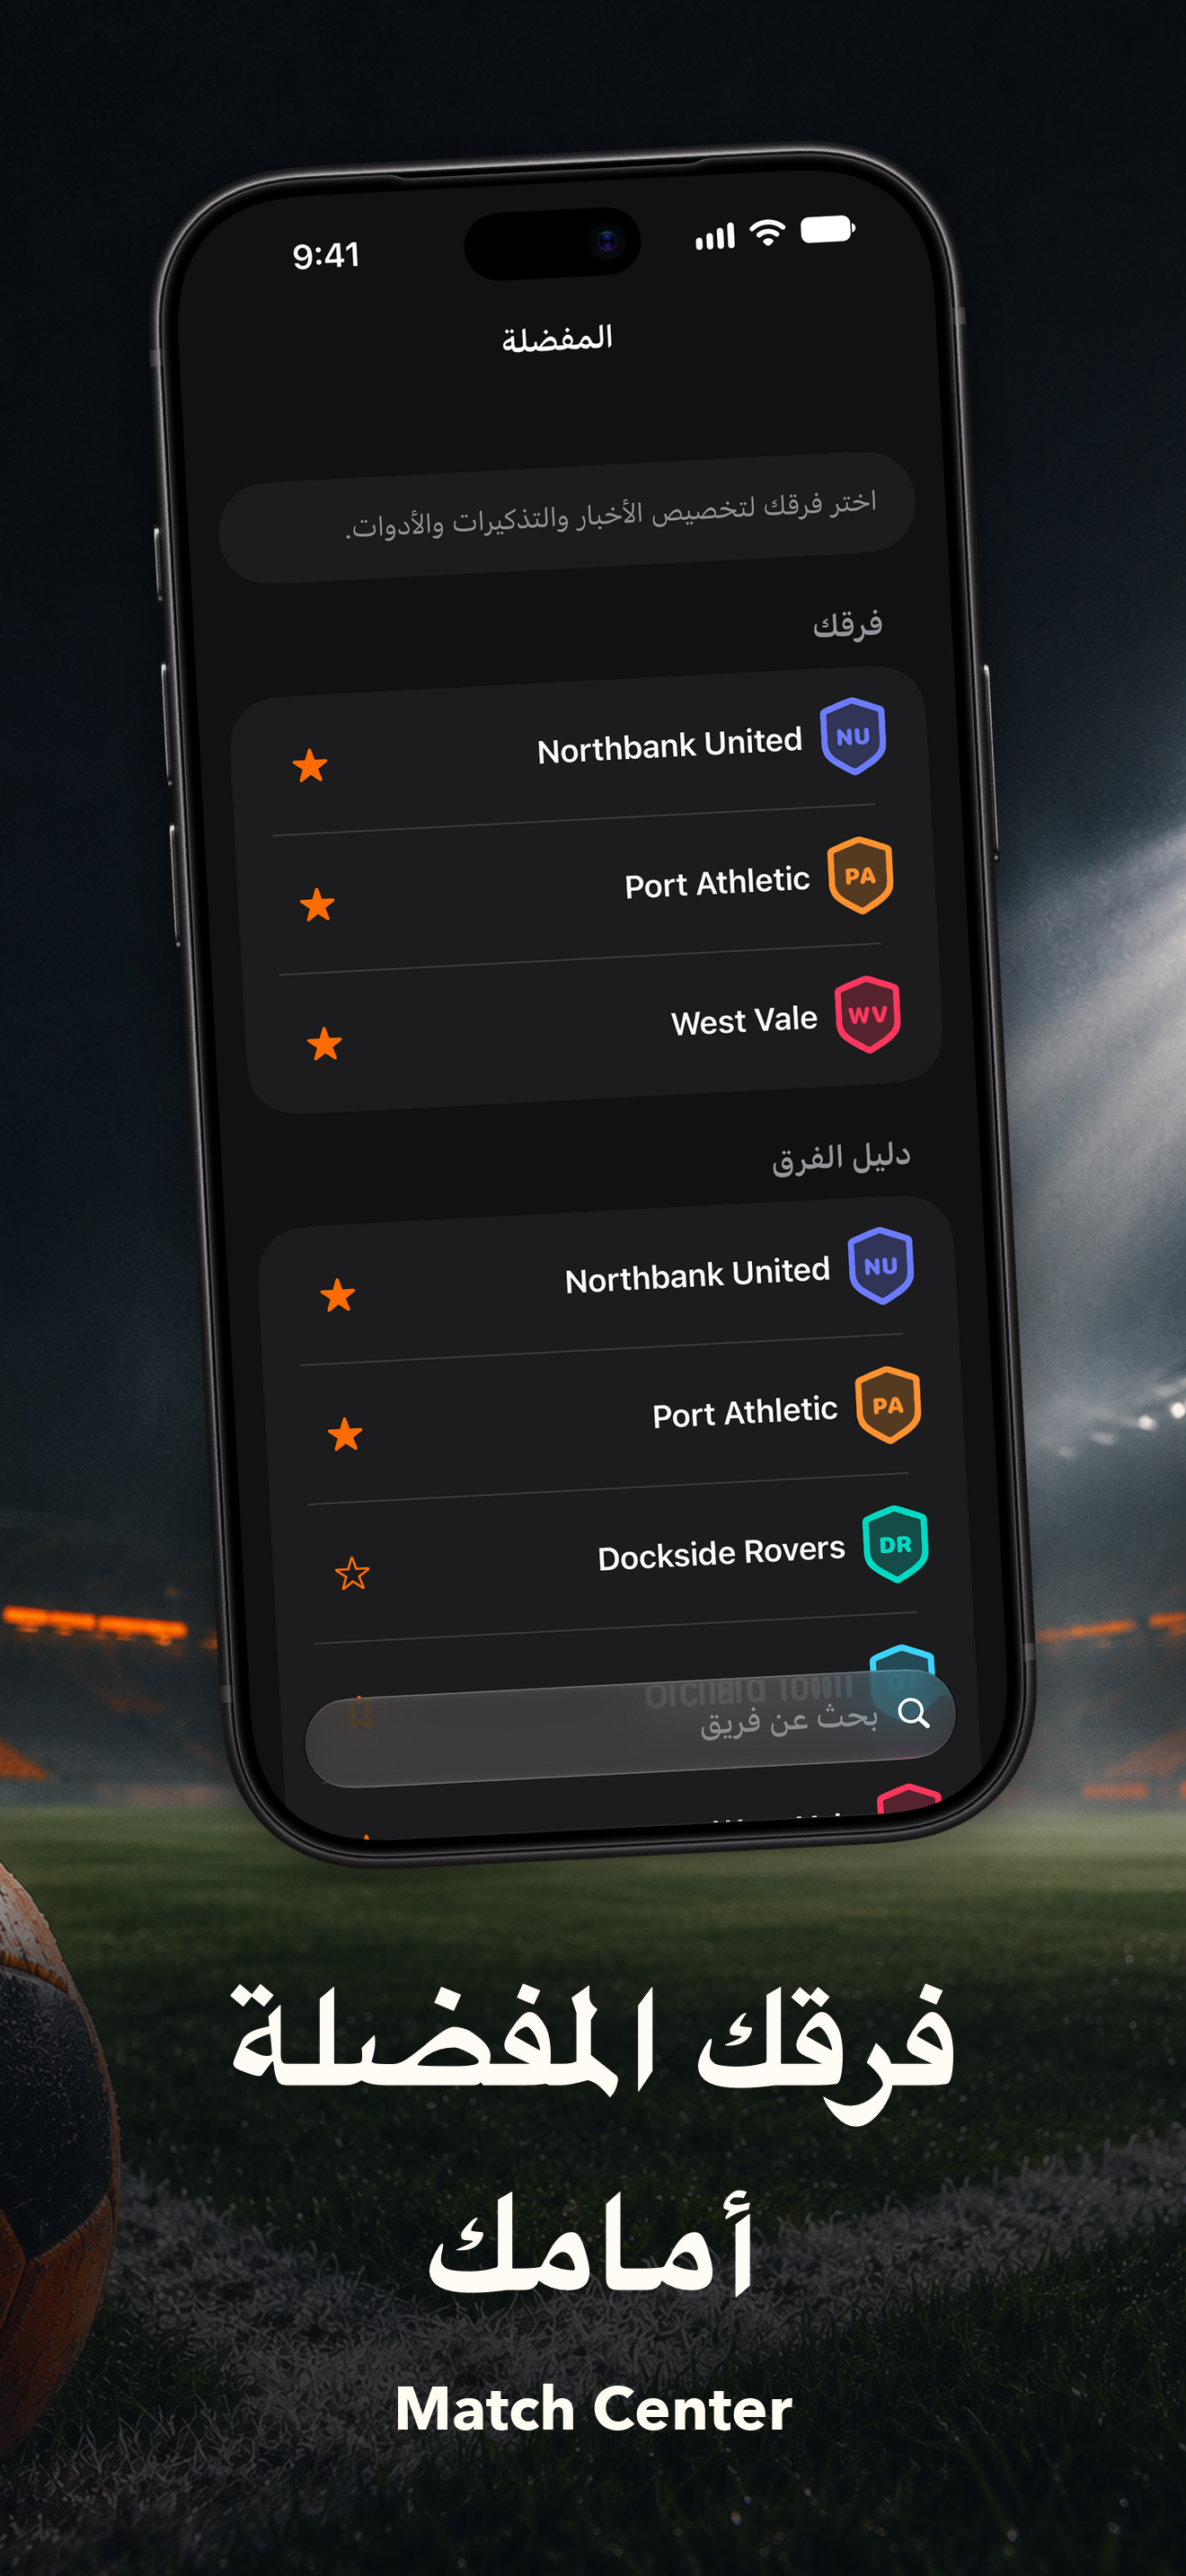 9:41
المفضلة
اختر فرقك لتخصيص الأخبار والتذكيرات والأدوات.
فرقك
NU Northbank United
PA Port Athletic
WV West Vale
دليل الفرق
NU Northbank United
PA Port Athletic
DR Dockside Rovers
Orchard Town
بحث عن فريق
فرقك المفضلة
أمامك
Match Center